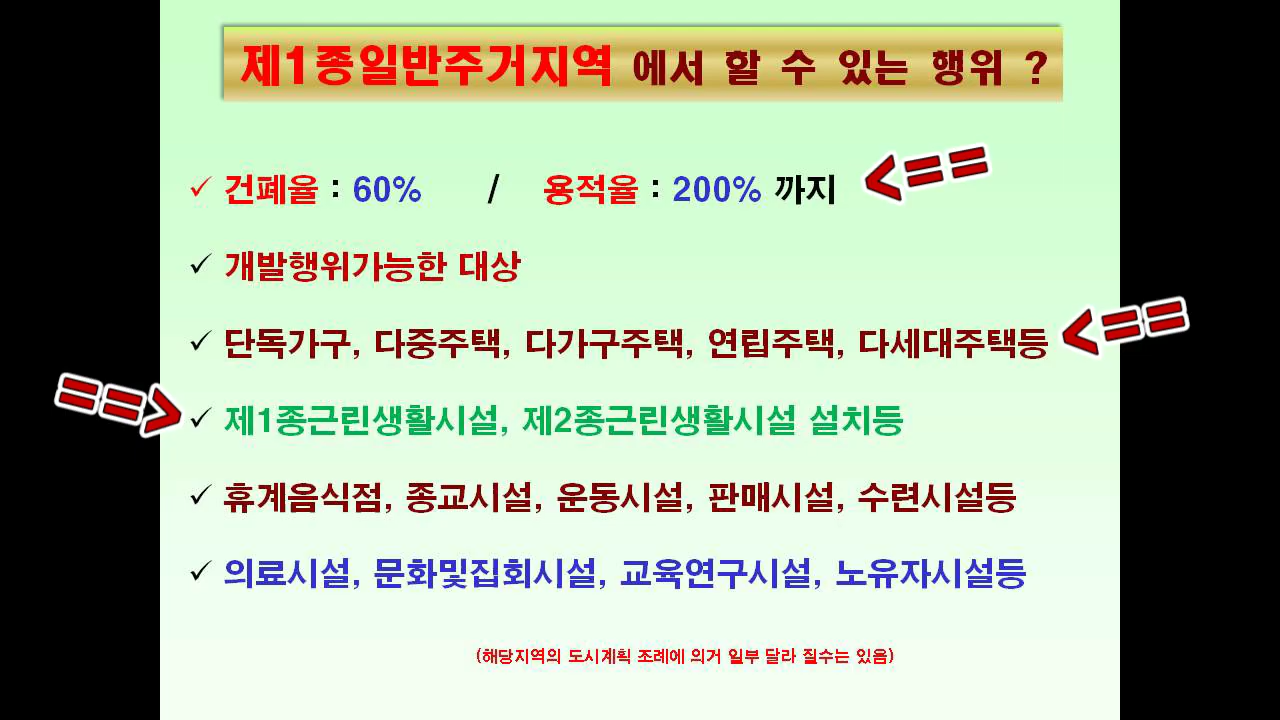 제1종일반주거지역 에서 할 수 있는 행위 ?
✓ 건폐율 : 60% / 용적율 : 200% 까지 <==
✓ 개발행위가능한 대상
✓ 단독가구, 다중주택, 다가구주택, 연립주택, 다세대주택등 <==
==> ✓ 제1종근린생활시설, 제2종근린생활시설 설치등
✓ 휴계음식점, 종교시설, 운동시설, 판매시설, 수련시설등
✓ 의료시설, 문화및집회시설, 교육연구시설, 노유자시설등
(해당지역의 도시계획 조례에 의거 일부 달라 질수는 있음)